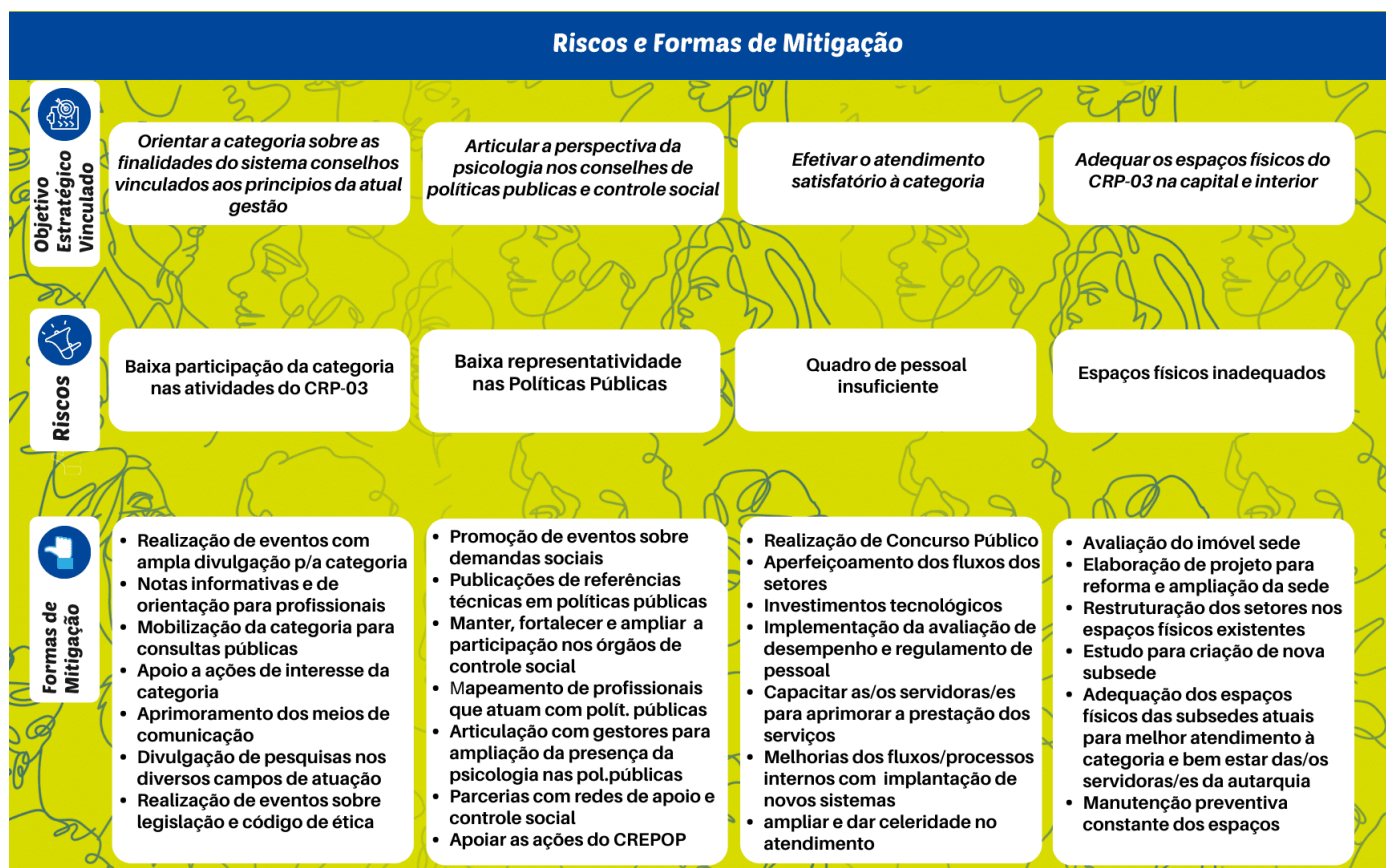 Riscos e Formas de Mitigação
Objetivo
Estratégico
Vinculado
Orientar a categoria sobre as
finalidades do sistema conselhos
vinculados aos principios da atual
gestão
Articular a perspectiva da
psicologia nos conselhes de
políticas publicas e controle social
Efetivar o atendimento
satisfatório à categoria
Adequar os espaços físicos do
CRP-03 na capital e interior
Riscos
Baixa participação da categoria
nas atividades do CRP-03
Baixa representatividade
nas Políticas Públicas
Quadro de pessoal
insuficiente
Espaços físicos inadequados
Formas de
Mitigação
• Realização de eventos com
ampla divulgação p/a categoria
• Notas informativas e de
orientação para profissionais
• Mobilização da categoria para
consultas públicas
• Apoio a ações de interesse da
categoria
• Aprimoramento dos meios de
comunicação
• Divulgação de pesquisas nos
diversos campos de atuação
• Realização de eventos sobre
legislação e código de ética
• Promoção de eventos sobre
demandas sociais
• Publicações de referências
técnicas em políticas públicas
• Manter, fortalecer e ampliar a
participação nos órgãos de
controle social
• Mapeamento de profissionais
que atuam com polít. públicas
• Articulação com gestores para
ampliação da presença da
psicologia nas pol.públicas
• Parcerias com redes de apoio e
controle social
• Apoiar as ações do CREPOP
• Realização de Concurso Público
• Aperfeiçoamento dos fluxos dos
setores
• Investimentos tecnológicos
• Implementação da avaliação de
desempenho e regulamento de
pessoal
• Capacitar as/os servidoras/es
para aprimorar a prestação dos
serviços
• Melhorias dos fluxos/processos
internos com implantação de
novos sistemas
• ampliar e dar celeridade no
atendimento
• Avaliação do imóvel sede
• Elaboração de projeto para
reforma e ampliação da sede
• Restruturação dos setores nos
espaços físicos existentes
• Estudo para criação de nova
subsede
• Adequação dos espaços
físicos das subsedes atuais
para melhor atendimento à
categoria e bem estar das/os
servidoras/es da autarquia
• Manutenção preventiva
constante dos espaços